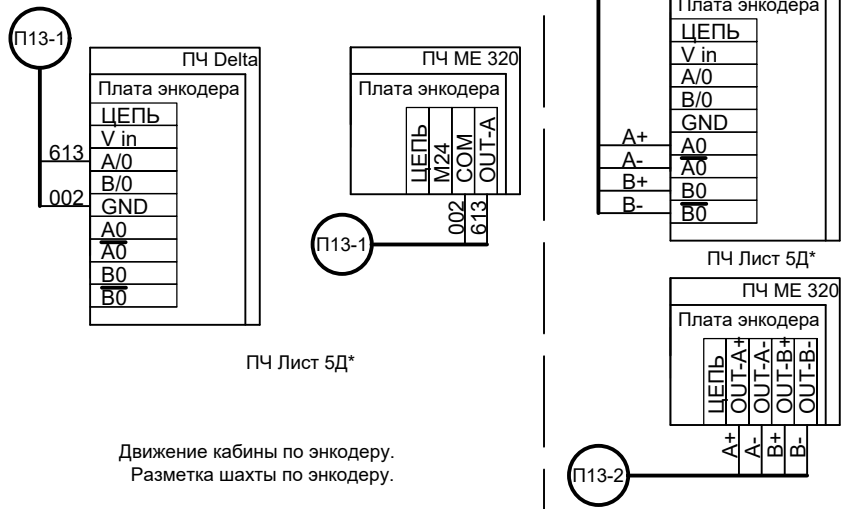 П13-1
ПЧ Delta
Плата энкодера
ЦЕПЬ
V in
613
A/0
B/0
002
GND
A0
A0
B0
B0
ПЧ ME 320
Плата энкодера
ЦЕПЬ
M24
COM
OUT-A
002
613
П13-1
ПЧ Лист 5Д*
Движение кабины по энкодеру.
Разметка шахты по энкодеру.
Плата энкодера
ЦЕПЬ
V in
A/0
B/0
GND
A+
A0
A-
A0
B+
B0
B-
B0
ПЧ Лист 5Д*
ПЧ ME 320
Плата энкодера
ЦЕПЬ
OUT-A+
OUT-A-
OUT-B+
OUT-B-
A+
A-
B+
B-
П13-2